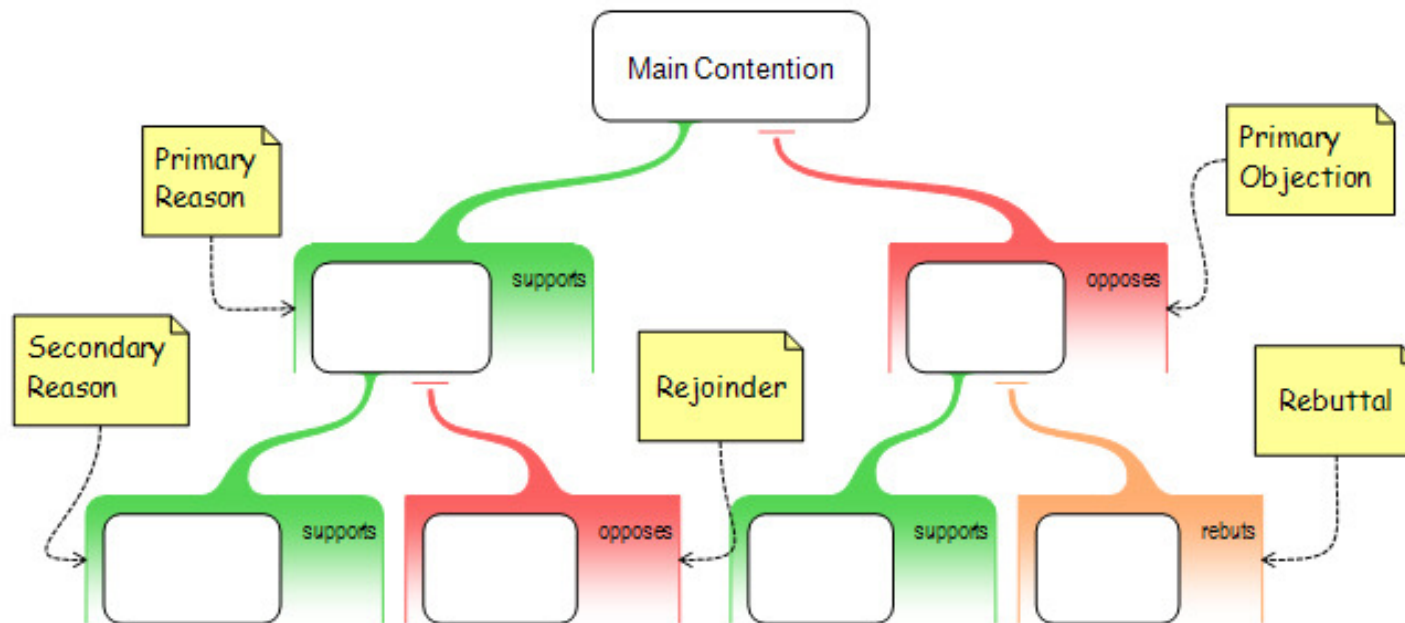 Main Contention
Primary
Reason
Primary
Objection
supports
opposes
Secondary
Reason
Rejoinder
Rebuttal
supports
opposes
supports
rebuts